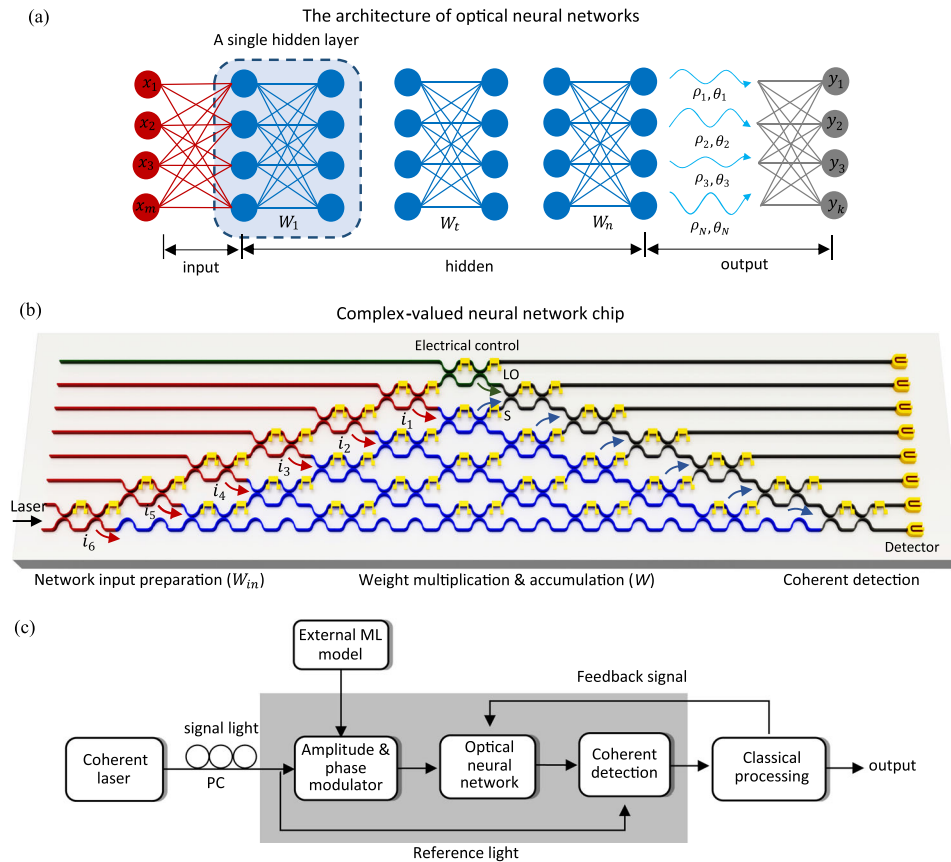 (a)
The architecture of optical neural networks
A single hidden layer
x₁
x₂
x₃
xₘ
W₁
Wₜ
Wₙ
ρ₁, θ₁
ρ₂, θ₂
ρ₃, θ₃
ρ_N, θ_N
y₁
y₂
y₃
yₖ
input
hidden
output
(b)
Complex-valued neural network chip
Electrical control
LO
S
i₁
i₂
i₃
i₄
i₅
i₆
Laser
Detector
Network input preparation (W_in)
Weight multiplication & accumulation (W)
Coherent detection
(c)
External ML
model
Feedback signal
signal light
PC
Coherent
laser
Amplitude &
phase
modulator
Optical
neural
network
Coherent
detection
Classical
processing
output
Reference light